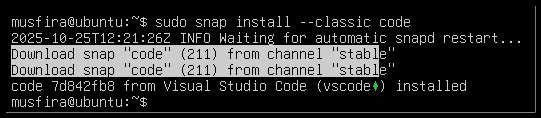 musfira@ubuntu:~$ sudo snap install --classic code
2025-10-25T12:21:26Z INFO Waiting for automatic snapd restart...
Download snap "code" (211) from channel "stable"
Download snap "code" (211) from channel "stable"
code 7d842fb8 from Visual Studio Code (vscode♦) installed
musfira@ubuntu:~$